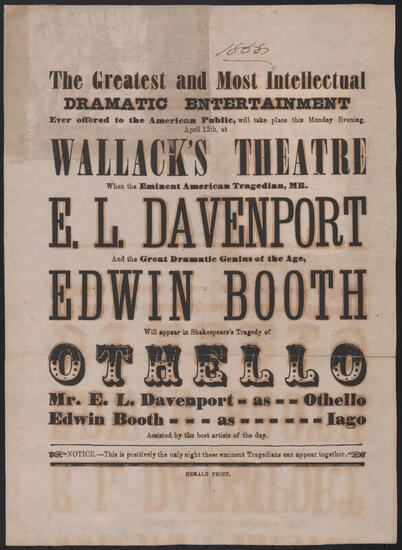 1858
The Greatest and Most Intellectual
DRAMATIC ENTERTAINMENT
Ever offered to the American Public, will take place this Monday Evening,
April 12th, at
WALLACK'S THEATRE
When the Eminent American Tragedian, MR.
E. L. DAVENPORT
And the Great Dramatic Genius of the Age,
EDWIN BOOTH
Will appear in Shakespeare's Tragedy of
OTHELLO
Mr. E. L. Davenport - as - - Othello
Edwin Booth - - - as - - - - - Iago
Assisted by the best artists of the day.
NOTICE.—This is positively the only night these eminent Tragedians can appear together.
HERALD PRINT.